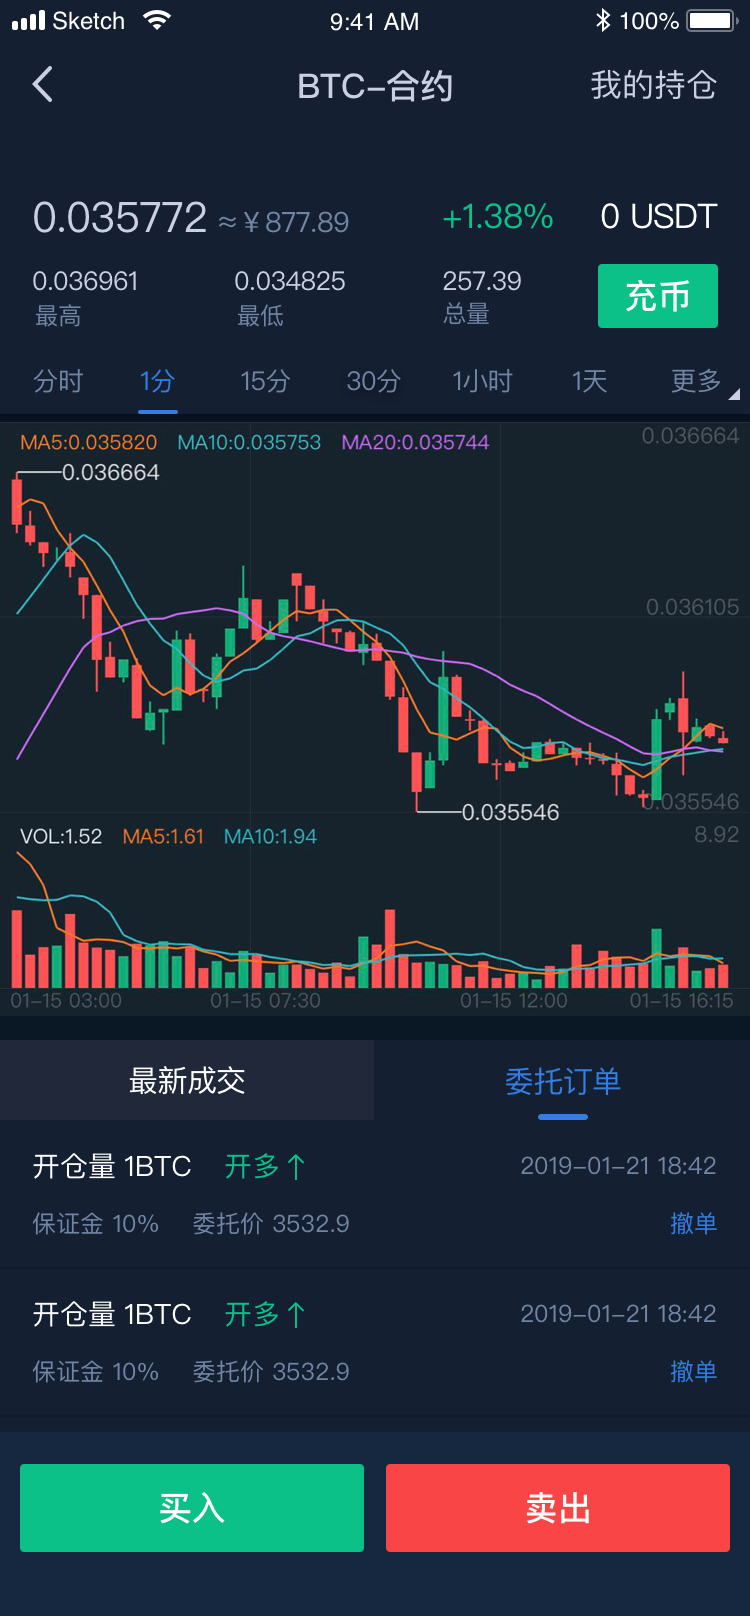 Sketch 9:41 AM 100%
BTC-合约 我的持仓
0.035772 ≈ ¥ 877.89 +1.38% 0 USDT
0.036961 0.034825 257.39 充币
最高 最低 总量
分时 1分 15分 30分 1小时 1天 更多
0.036664
MA5:0.035820 MA10:0.035753 MA20:0.035744
0.036664
0.036105
0.035546
0.035546
VOL:1.52 MA5:1.61 MA10:1.94 8.92
01-15 03:00 01-15 07:30 01-15 12:00 01-15 16:15
最新成交 委托订单
开仓量 1BTC 开多↑ 2019-01-21 18:42
保证金 10% 委托价 3532.9 撤单
开仓量 1BTC 开多↑ 2019-01-21 18:42
保证金 10% 委托价 3532.9 撤单
买入 卖出